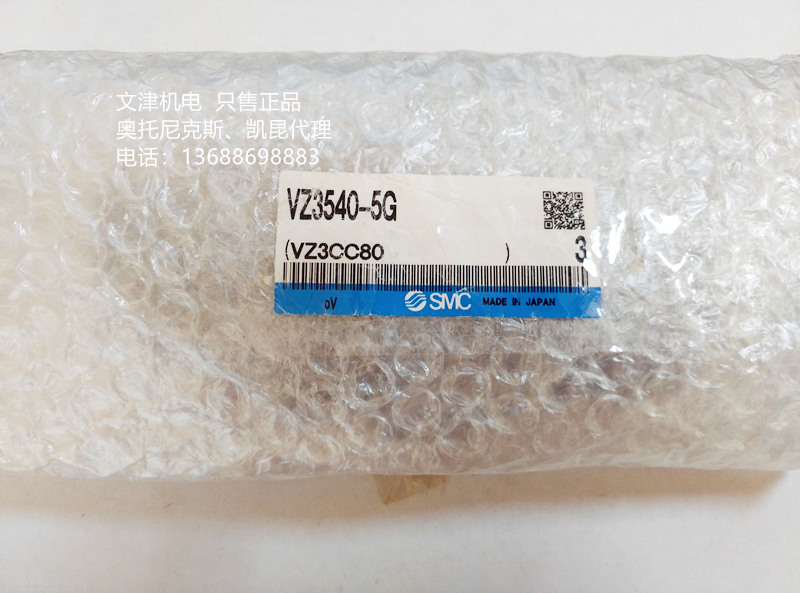 文津机电 只售正品
奥托尼克斯、凯昆代理
电话：13688698883
VZ3540-5G
(VZ3CC80 ) 3
oV SMC MADE IN JAPAN